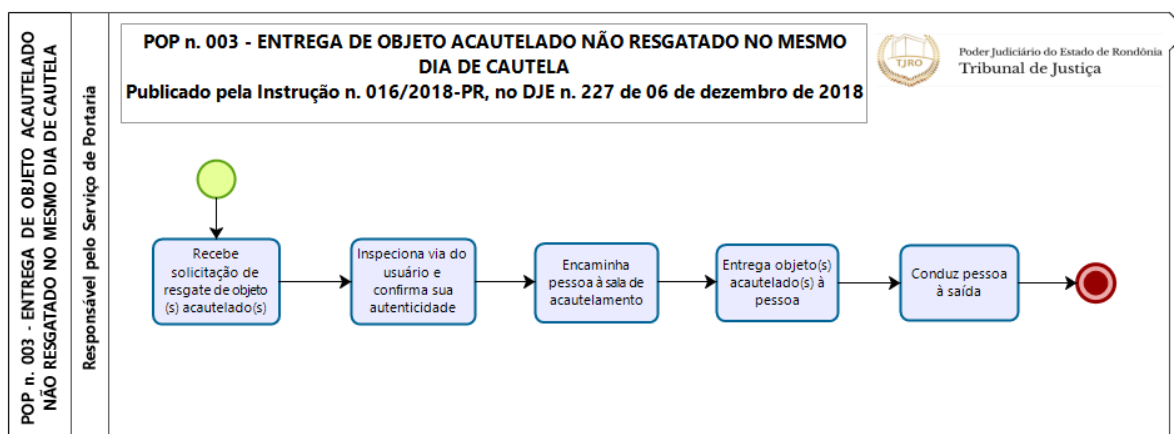 POP n. 003 - ENTREGA DE OBJETO ACAUTELADO
NÃO RESGATADO NO MESMO DIA DE CAUTELA
Responsável pelo Serviço de Portaria
POP n. 003 - ENTREGA DE OBJETO ACAUTELADO NÃO RESGATADO NO MESMO
DIA DE CAUTELA
Publicado pela Instrução n. 016/2018-PR, no DJE n. 227 de 06 de dezembro de 2018
TJRO
Poder Judiciário do Estado de Rondônia
Tribunal de Justiça
Recebe
solicitação de
resgate de objeto
(s) acautelado(s)
Inspeciona via do
usuário e
confirma sua
autenticidade
Encaminha
pessoa à sala de
acautelamento
Entrega objeto(s)
acautelado(s) à
pessoa
Conduz pessoa
à saída